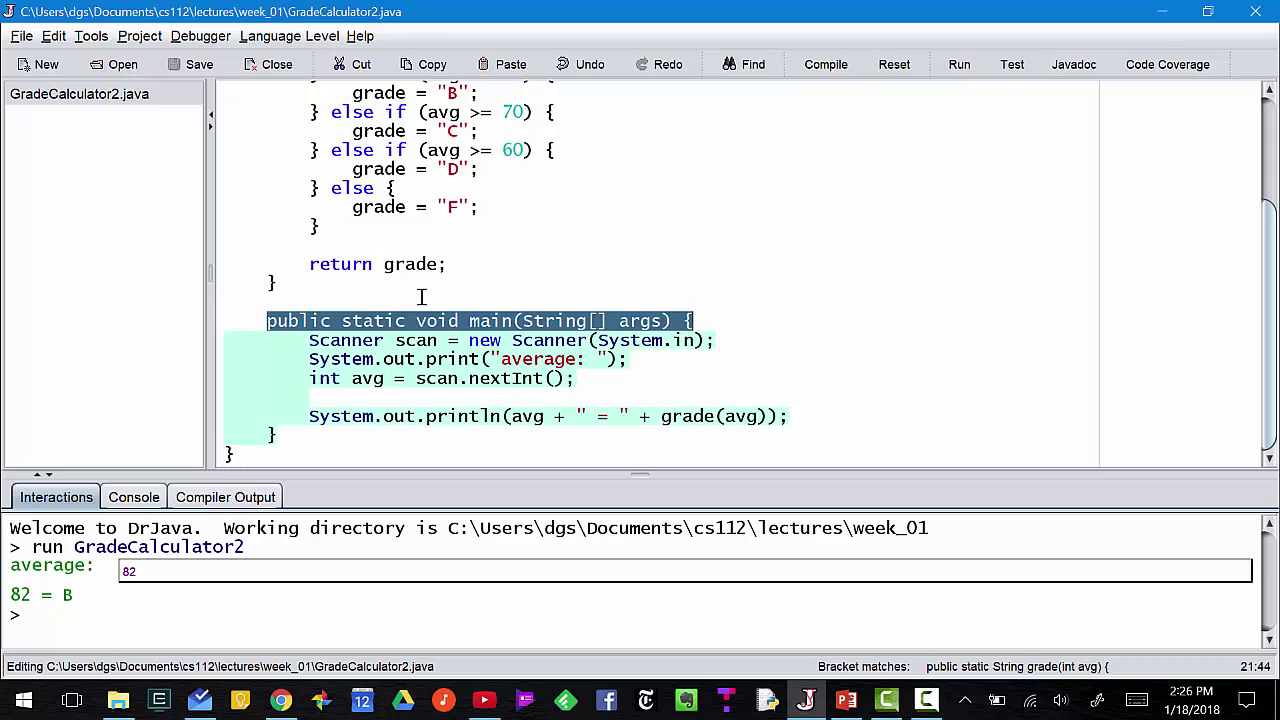 C:\Users\dgs\Documents\cs112\lectures\week_01\GradeCalculator2.java
File Edit Tools Project Debugger Language Level Help
New Open Save Close Cut Copy Paste Undo Redo Find Compile Reset Run Test Javadoc Code Coverage
GradeCalculator2.java
grade = "B";
} else if (avg >= 70) {
grade = "C";
} else if (avg >= 60) {
grade = "D";
} else {
grade = "F";
}
return grade;
}
public static void main(String[] args) {
Scanner scan = new Scanner(System.in);
System.out.print("average: ");
int avg = scan.nextInt();
System.out.println(avg + " = " + grade(avg));
}
}
Interactions Console Compiler Output
Welcome to DrJava.  Working directory is C:\Users\dgs\Documents\cs112\lectures\week_01
> run GradeCalculator2
average: 82
82 = B
>
Editing C:\Users\dgs\Documents\cs112\lectures\week_01\GradeCalculator2.java Bracket matches: public static String grade(int avg) { 21:44
2:26 PM
1/18/2018